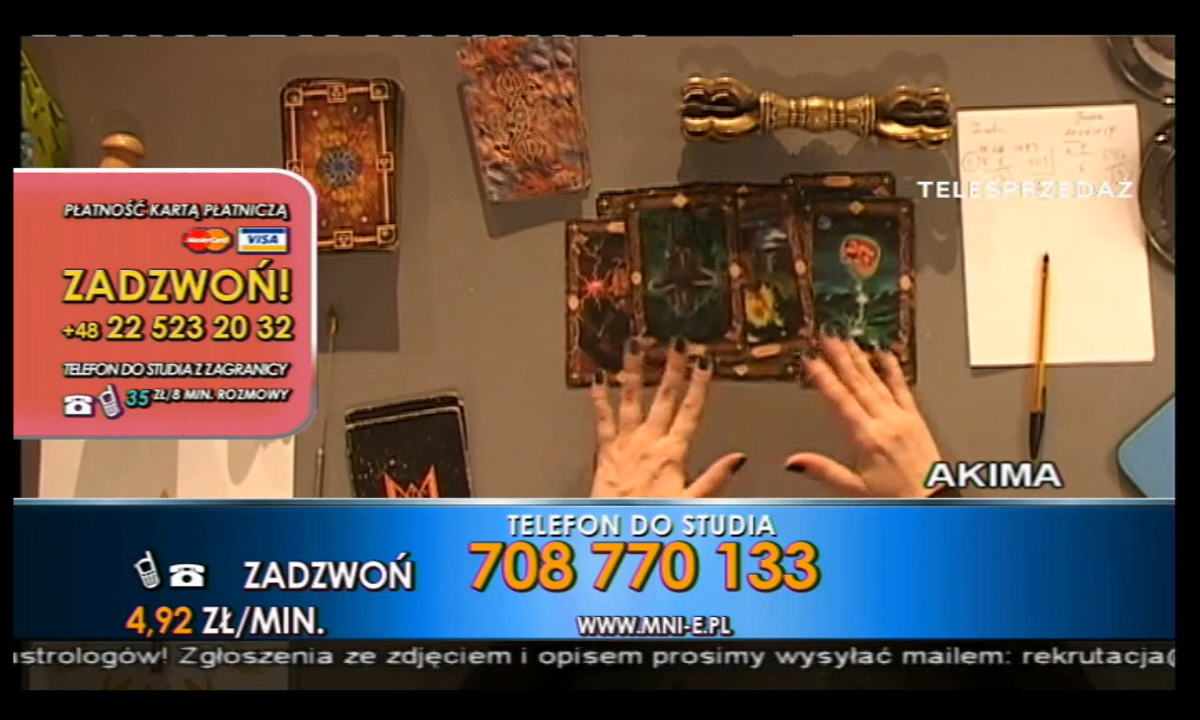 PŁATNOŚĆ KARTĄ PŁATNICZĄ
MasterCard VISA
ZADZWOŃ!
+48 22 523 20 32
TELEFON DO STUDIA Z ZAGRANICY
35 ZŁ/8 MIN. ROZMOWY
TELESPRZEDAŻ
AKIMA
TELEFON DO STUDIA
ZADZWOŃ 708 770 133
4,92 ZŁ/MIN.
WWW.MNI-E.PL
astrologów! Zgłoszenia ze zdjęciem i opisem prosimy wysyłać mailem: rekrutacja@